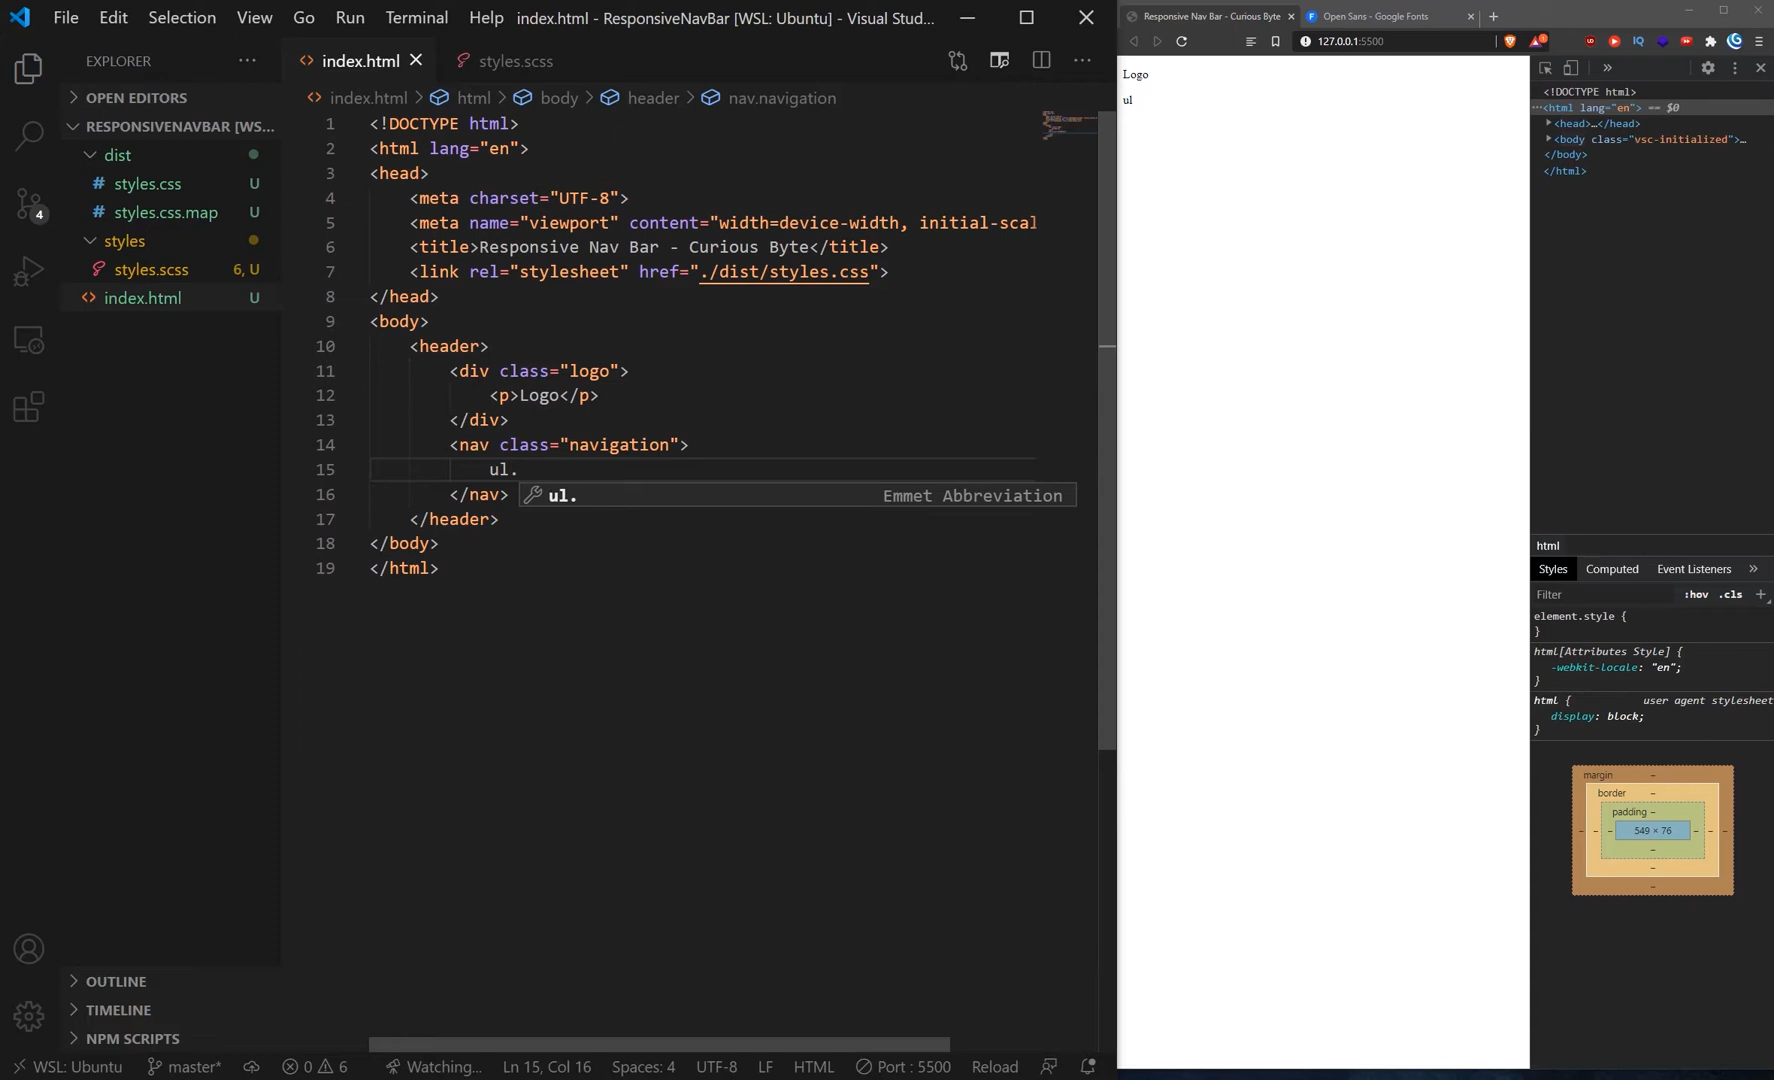 File Edit Selection View Go Run Terminal Help index.html - ResponsiveNavBar [WSL: Ubuntu] - Visual Stud...
EXPLORER ...
OPEN EDITORS
RESPONSIVENAVBAR [WS...
dist
# styles.css U
# styles.css.map U
styles
styles.scss 6, U
<> index.html U
4
OUTLINE
TIMELINE
NPM SCRIPTS
<> index.html styles.scss
<> index.html > html > body > header > nav.navigation
1 <!DOCTYPE html>
2 <html lang="en">
3 <head>
4 <meta charset="UTF-8">
5 <meta name="viewport" content="width=device-width, initial-scal
6 <title>Responsive Nav Bar - Curious Byte</title>
7 <link rel="stylesheet" href="./dist/styles.css">
8 </head>
9 <body>
10 <header>
11 <div class="logo">
12 <p>Logo</p>
13 </div>
14 <nav class="navigation">
15 ul.
16 </nav>
ul. Emmet Abbreviation
17 </header>
18 </body>
19 </html>
WSL: Ubuntu master* 0 6 Watching... Ln 15, Col 16 Spaces: 4 UTF-8 LF HTML Port : 5500 Reload
Responsive Nav Bar - Curious Byte Open Sans - Google Fonts
127.0.0.1:5500
Logo
ul
<!DOCTYPE html>
...<html lang="en"> == $0
<head>...</head>
<body class="vsc-initialized">...
</body>
</html>
html
Styles Computed Event Listeners
Filter :hov .cls +
element.style {
}
html[Attributes Style] {
-webkit-locale: "en";
}
html { user agent stylesheet
display: block;
}
margin –
border –
padding –
– – – 549 × 76 – – –
–
–
–